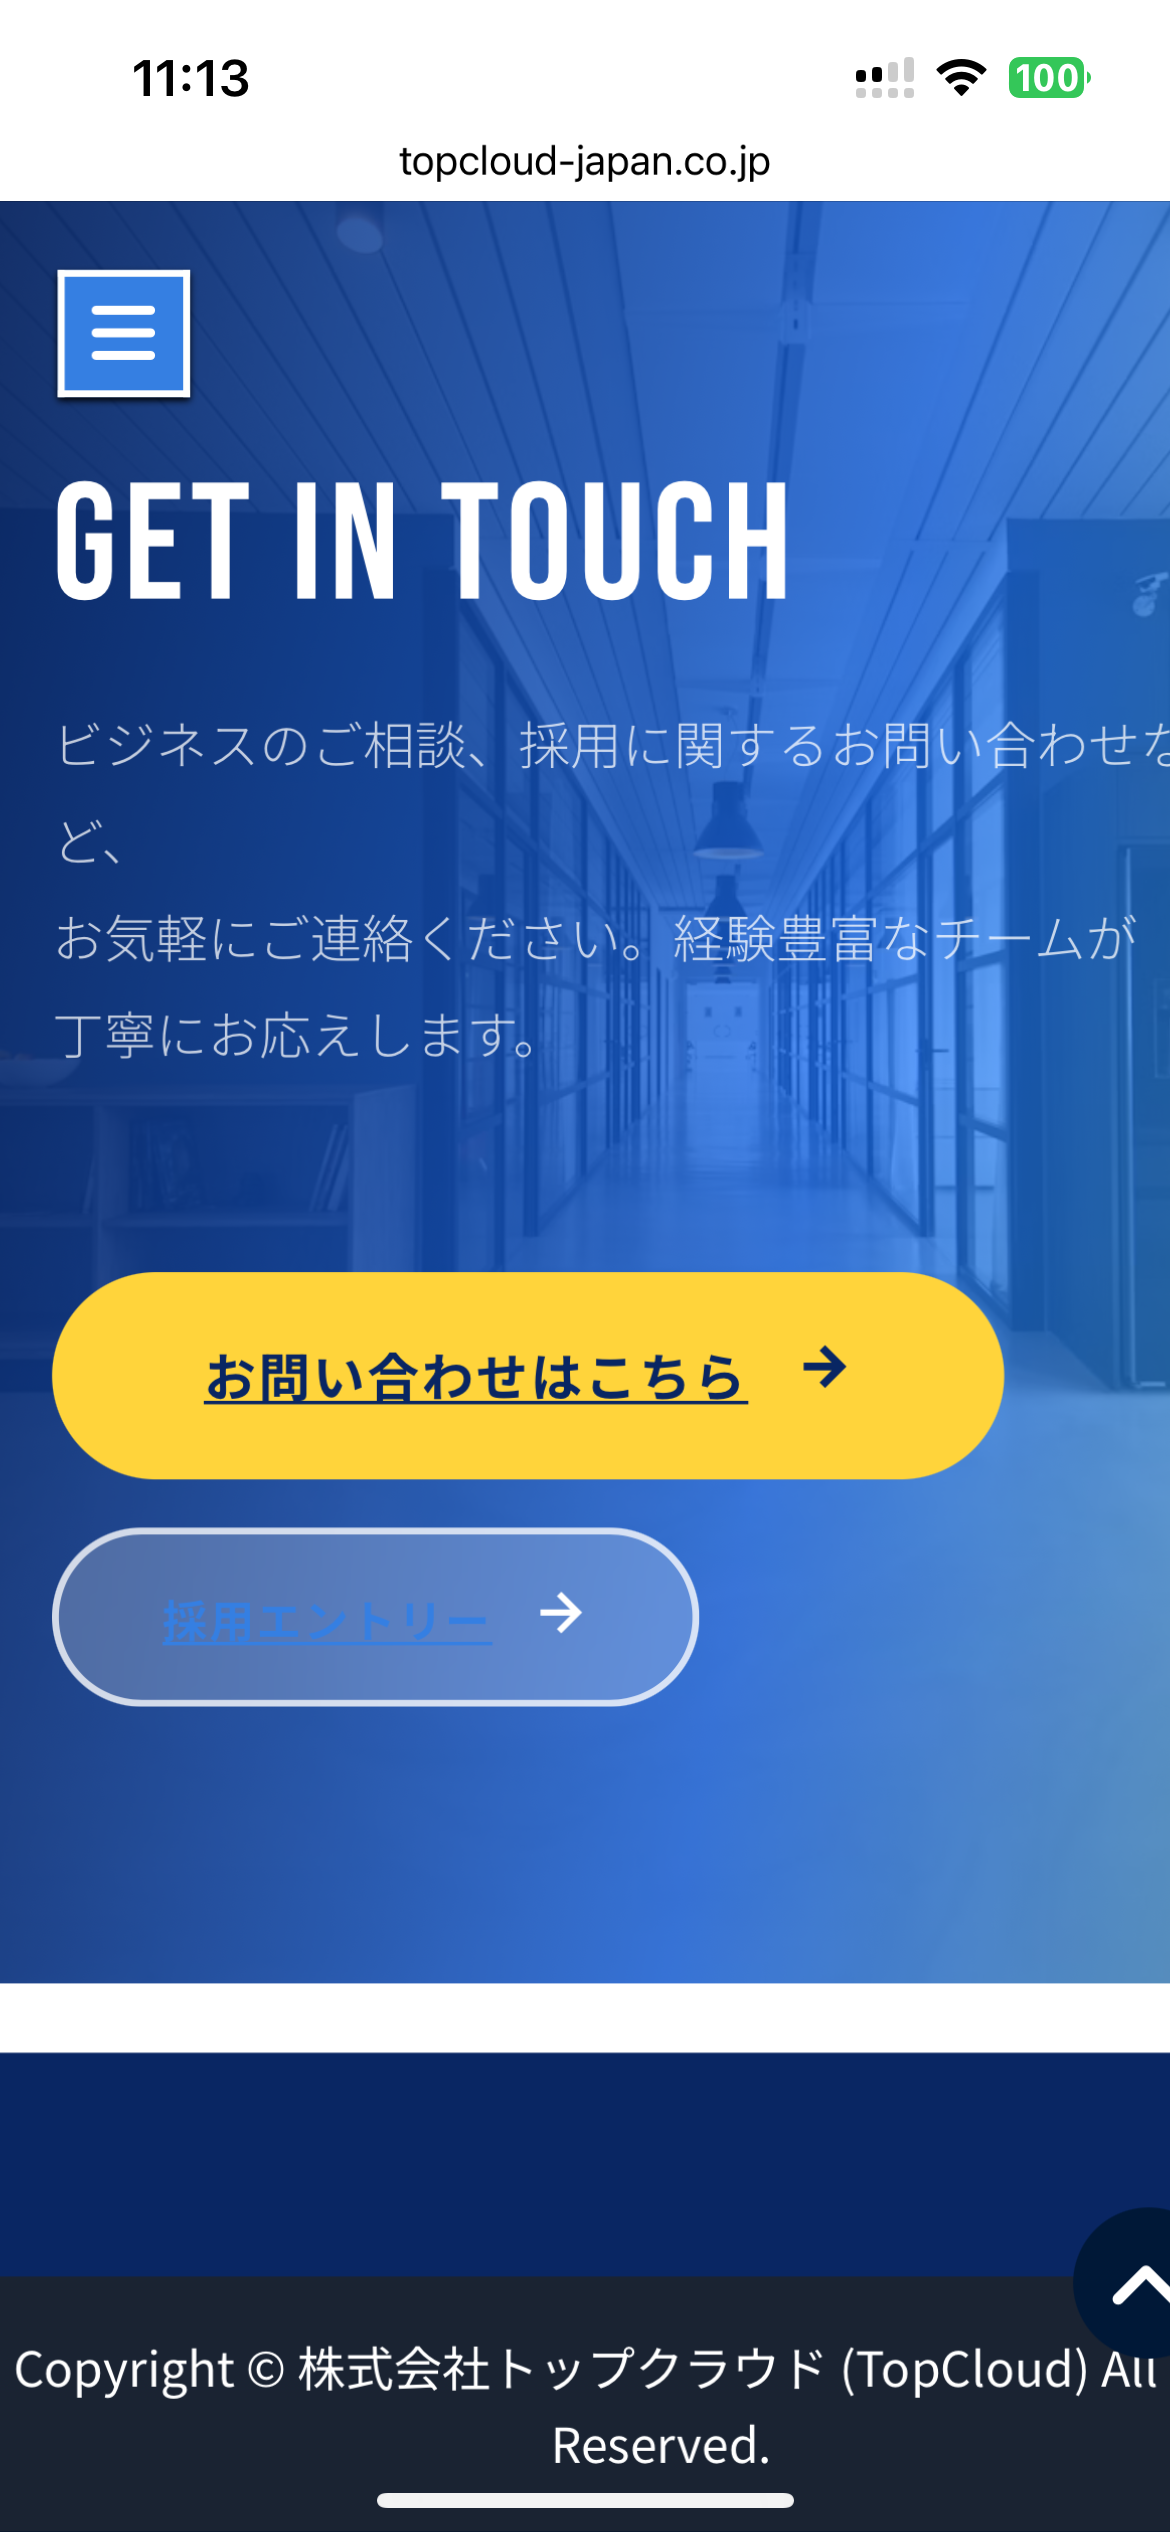 11:13
100
topcloud-japan.co.jp
GET IN TOUCH
ビジネスのご相談、採用に関するお問い合わせな
ど、
お気軽にご連絡ください。経験豊富なチームが
丁寧にお応えします。
お問い合わせはこちら
採用エントリー
Copyright © 株式会社トップクラウド (TopCloud) All
Reserved.